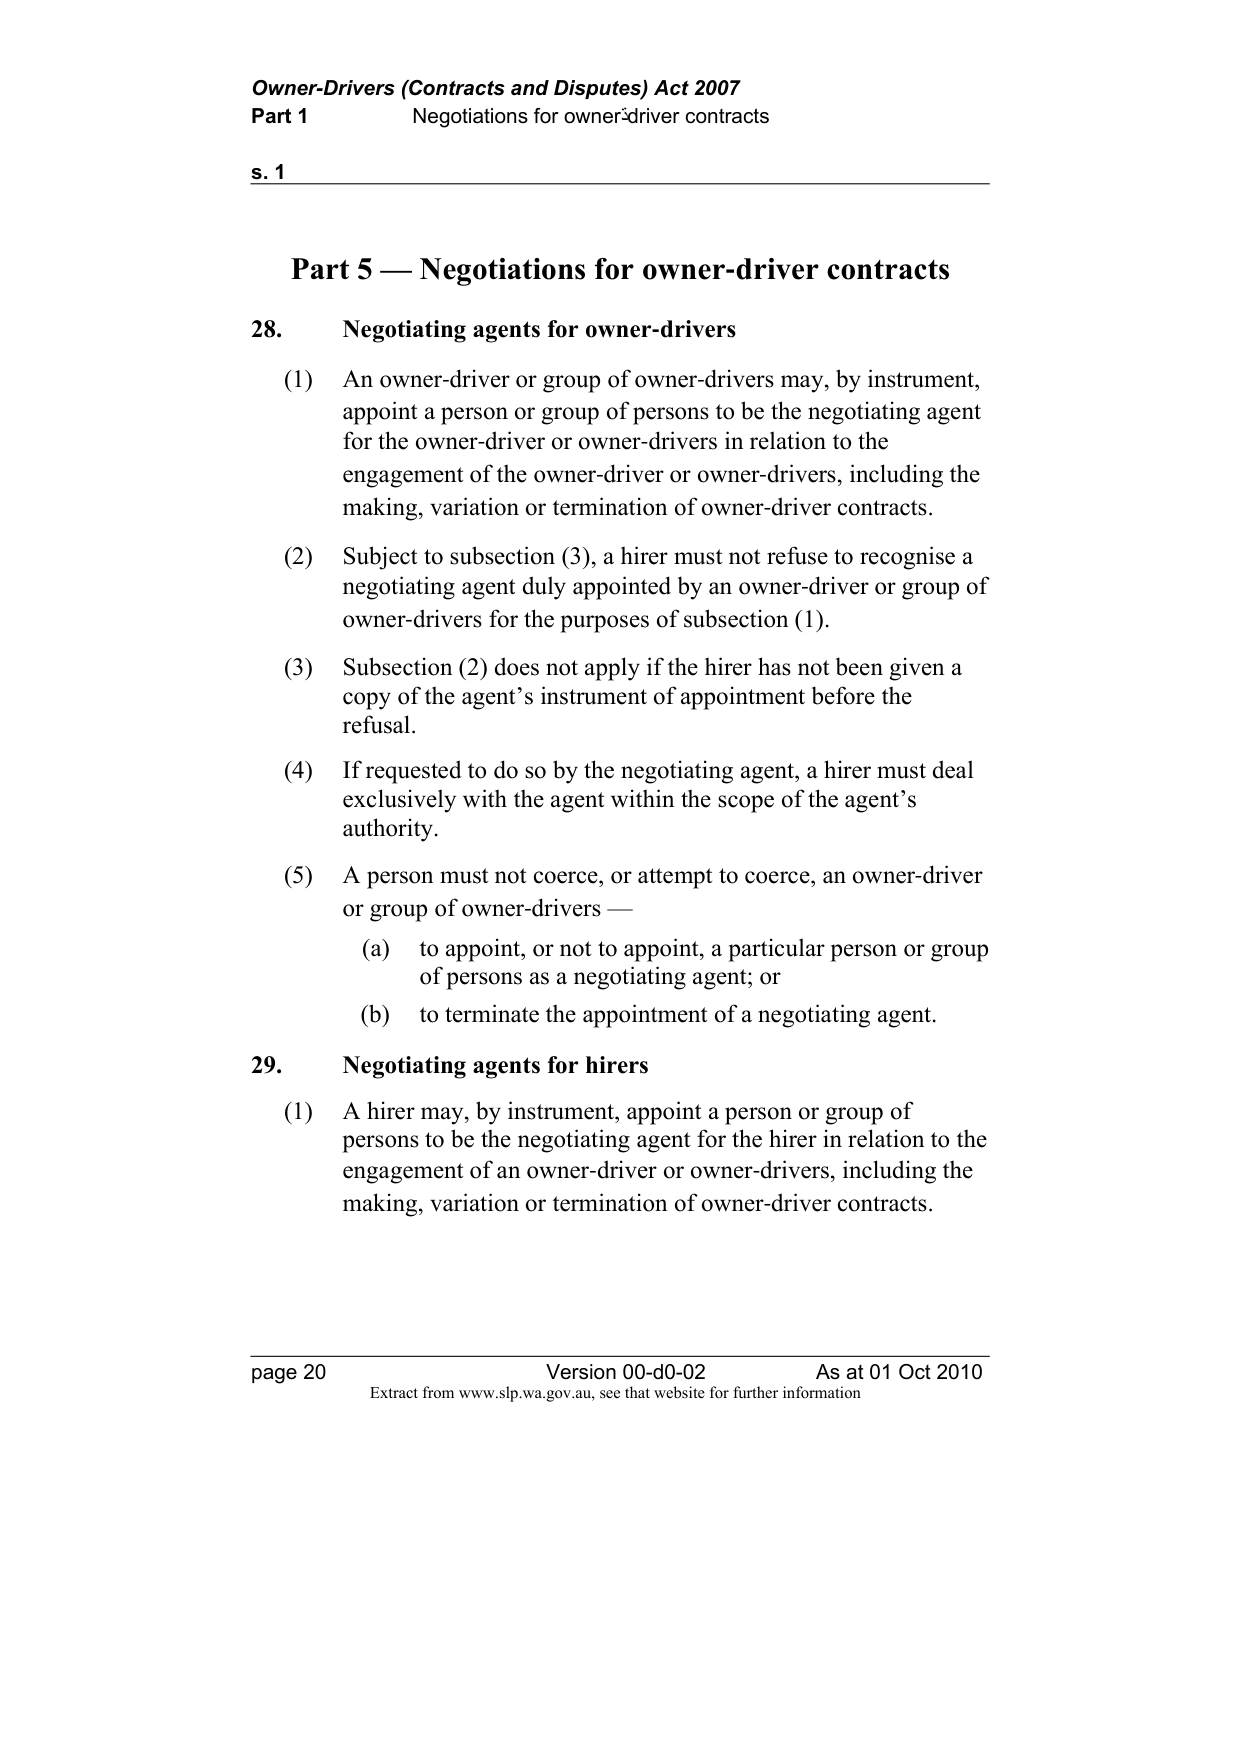 Owner-Drivers (Contracts and Disputes) Act 2007
Part 1 Negotiations for owner-driver contracts
s. 1
Part 5 — Negotiations for owner-driver contracts
28. Negotiating agents for owner-drivers
(1) An owner-driver or group of owner-drivers may, by instrument,
appoint a person or group of persons to be the negotiating agent
for the owner-driver or owner-drivers in relation to the
engagement of the owner-driver or owner-drivers, including the
making, variation or termination of owner-driver contracts.
(2) Subject to subsection (3), a hirer must not refuse to recognise a
negotiating agent duly appointed by an owner-driver or group of
owner-drivers for the purposes of subsection (1).
(3) Subsection (2) does not apply if the hirer has not been given a
copy of the agent’s instrument of appointment before the
refusal.
(4) If requested to do so by the negotiating agent, a hirer must deal
exclusively with the agent within the scope of the agent’s
authority.
(5) A person must not coerce, or attempt to coerce, an owner-driver
or group of owner-drivers —
(a) to appoint, or not to appoint, a particular person or group
of persons as a negotiating agent; or
(b) to terminate the appointment of a negotiating agent.
29. Negotiating agents for hirers
(1) A hirer may, by instrument, appoint a person or group of
persons to be the negotiating agent for the hirer in relation to the
engagement of an owner-driver or owner-drivers, including the
making, variation or termination of owner-driver contracts.
page 20 Version 00-d0-02 As at 01 Oct 2010
Extract from www.slp.wa.gov.au, see that website for further information